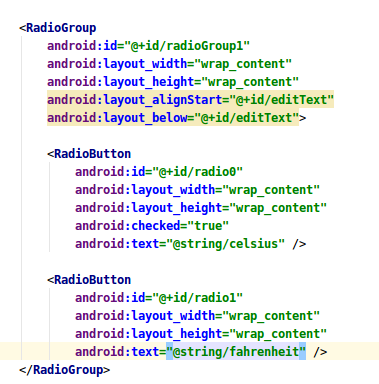 <RadioGroup
android:id="@+id/radioGroup1"
android:layout_width="wrap_content"
android:layout_height="wrap_content"
android:layout_alignStart="@+id/editText"
android:layout_below="@+id/editText">
<RadioButton
android:id="@+id/radio0"
android:layout_width="wrap_content"
android:layout_height="wrap_content"
android:checked="true"
android:text="@string/celsius" />
<RadioButton
android:id="@+id/radio1"
android:layout_width="wrap_content"
android:layout_height="wrap_content"
android:text="@string/fahrenheit" />
</RadioGroup>